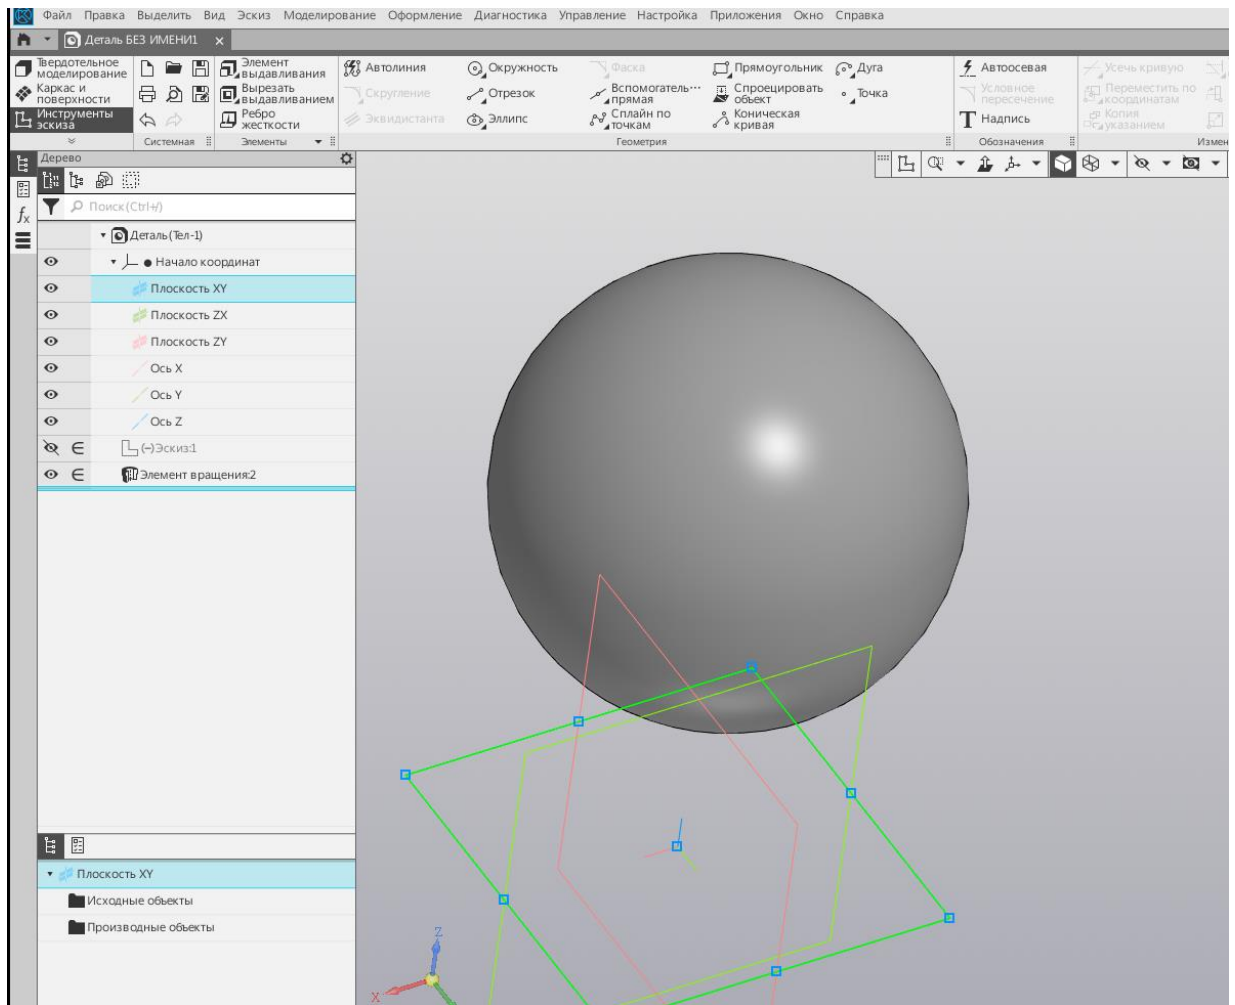 Файл Правка Выделить Вид Эскиз Моделирование Оформление Диагностика Управление Настройка Приложения Окно Справка
Деталь БЕЗ ИМЕНИ1
Твердотельное моделирование
Каркас и поверхности
Инструменты эскиза
Системная
Элемент выдавливания
Вырезать выдавливанием
Ребро жесткости
Элементы
Автолиния
Скругление
Эквидистанта
Окружность
Отрезок
Эллипс
Фаска
Вспомогатель··· прямая
Сплайн по точкам
Прямоугольник
Спроецировать объект
Коническая кривая
Дуга
Точка
Геометрия
Автоосевая
Условное пересечение
Надпись
Обозначения
Усечь кривую
Переместить по координатам
Копия указанием
Измен
Дерево
Поиск (Ctrl+/)
Деталь (Тел-1)
Начало координат
Плоскость XY
Плоскость ZX
Плоскость ZY
Ось X
Ось Y
Ось Z
(-)Эскиз:1
Элемент вращения:2
Плоскость XY
Исходные объекты
Производные объекты
Z
X